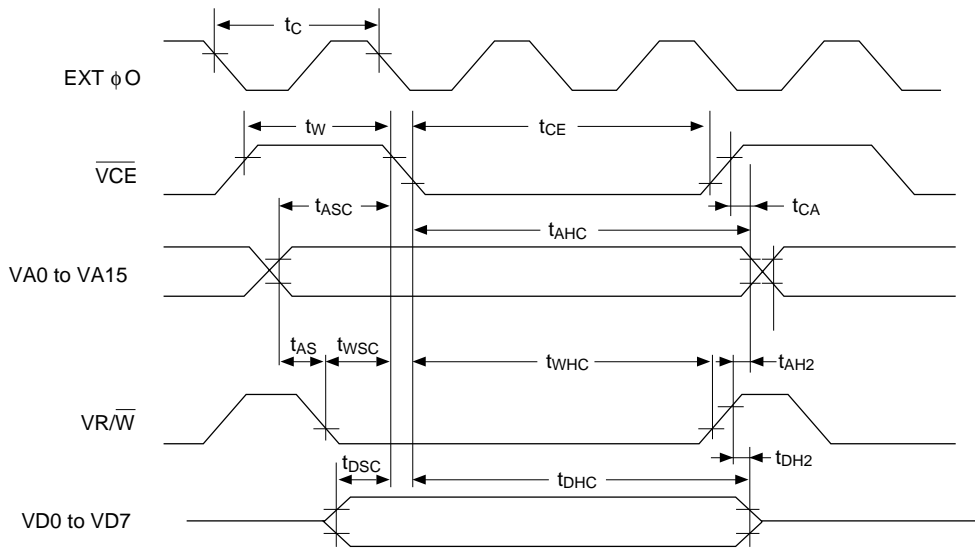 tC
EXT ϕO
tW
tCE
VCE
tCA
tASC
tAHC
VA0 to VA15
tAS
tWSC
tWHC
tAH2
VR/W
tDSC
tDHC
tDH2
VD0 to VD7